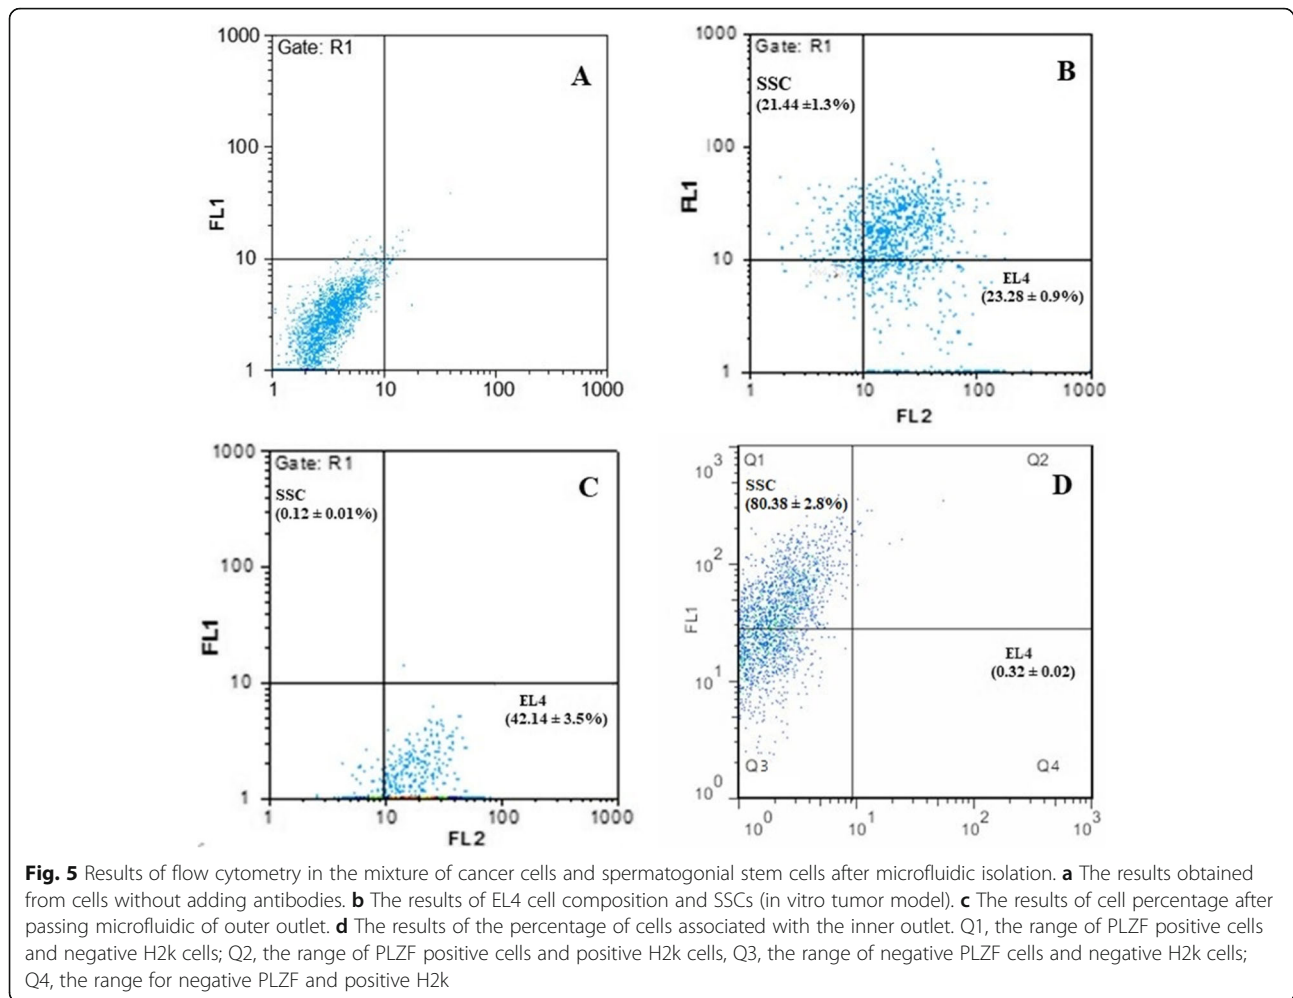 1000
Gate: R1
A
100
FL1
10
1
1 10 100 1000
1000
Gate: R1
B
SSC
(21.44 ±1.3%)
100
FL1
10
EL4
(23.28 ± 0.9%)
1
1 10 100 1000
FL2
1000
Gate: R1
C
SSC
(0.12 ± 0.01%)
100
FL1
10
EL4
(42.14 ± 3.5%)
1
1 10 100 1000
FL2
10³
Q1 Q2
SSC
D
(80.38 ± 2.8%)
10²
FL1
EL4
(0.32 ± 0.02)
10¹
Q3 Q4
10⁰
10⁰ 10¹ 10² 10³
Fig. 5 Results of flow cytometry in the mixture of cancer cells and spermatogonial stem cells after microfluidic isolation. a The results obtained
from cells without adding antibodies. b The results of EL4 cell composition and SSCs (in vitro tumor model). c The results of cell percentage after
passing microfluidic of outer outlet. d The results of the percentage of cells associated with the inner outlet. Q1, the range of PLZF positive cells
and negative H2k cells; Q2, the range of PLZF positive cells and positive H2k cells, Q3, the range of negative PLZF cells and negative H2k cells;
Q4, the range for negative PLZF and positive H2k